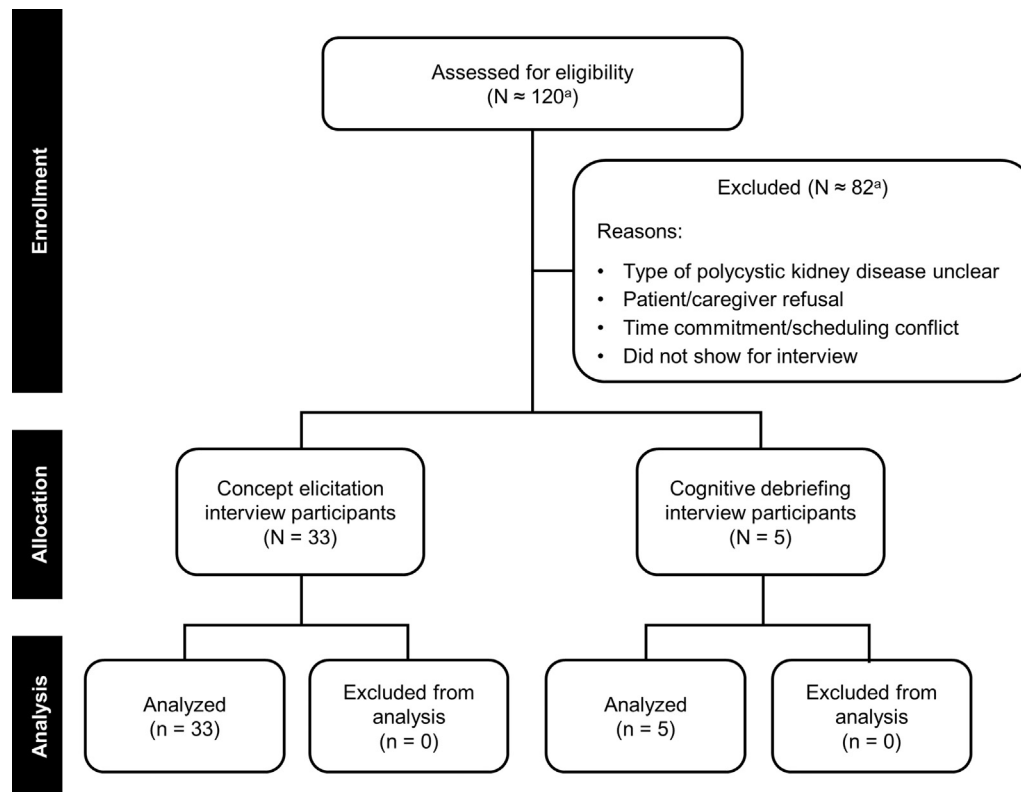 Enrollment
Assessed for eligibility
(N ≈ 120ᵃ)
Excluded (N ≈ 82ᵃ)
Reasons:
• Type of polycystic kidney disease unclear
• Patient/caregiver refusal
• Time commitment/scheduling conflict
• Did not show for interview
Allocation
Concept elicitation
interview participants
(N = 33)
Cognitive debriefing
interview participants
(N = 5)
Analysis
Analyzed
(n = 33)
Excluded from
analysis
(n = 0)
Analyzed
(n = 5)
Excluded from
analysis
(n = 0)